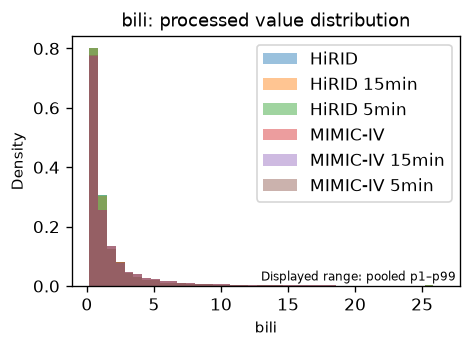 bili: processed value distribution
Density
0.8
0.6
0.4
0.2
0.0
HiRID
HiRID 15min
HiRID 5min
MIMIC-IV
MIMIC-IV 15min
MIMIC-IV 5min
Displayed range: pooled p1–p99
0 5 10 15 20 25
bili